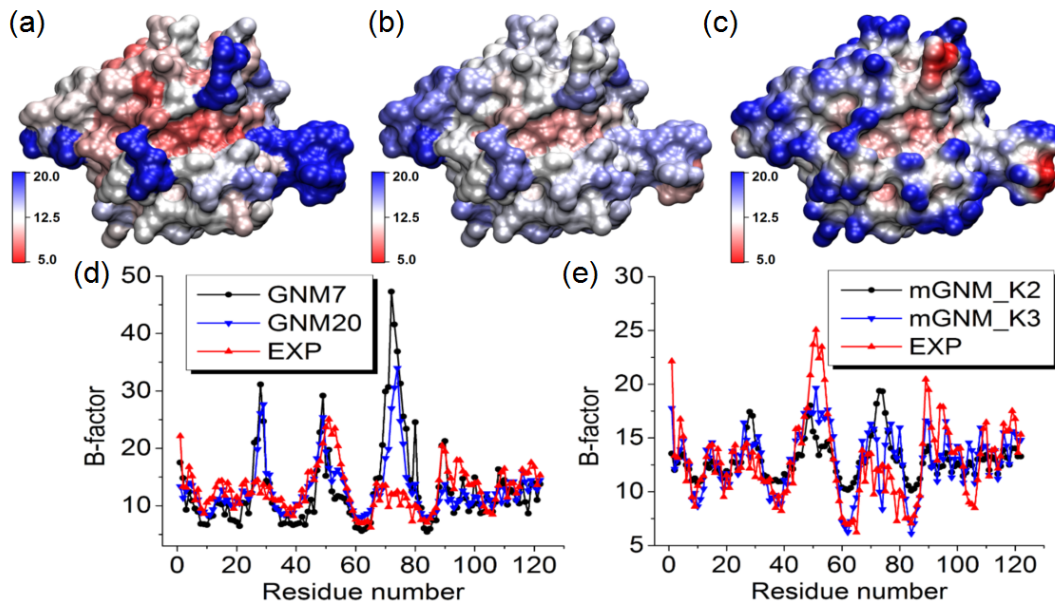 (a)
(b)
(c)
20.0
12.5
5.0
20.0
12.5
5.0
20.0
12.5
5.0
(d)
50
40
30
20
10
B-factor
GNM7
GNM20
EXP
0 20 40 60 80 100 120
Residue number
(e)
30
25
20
15
10
5
B-factor
mGNM_K2
mGNM_K3
EXP
0 20 40 60 80 100 120
Residue number